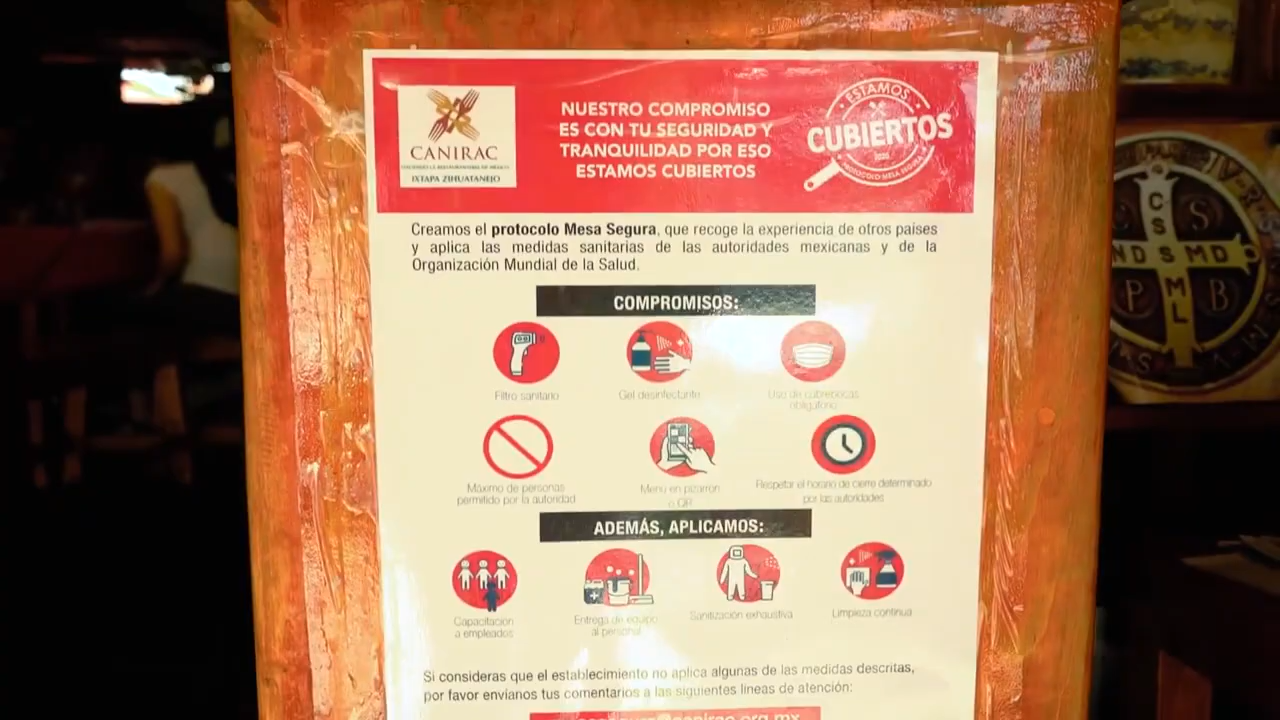 CANIRAC
IXTAPA ZIHUATANEJO
NUESTRO COMPROMISO
ES CON TU SEGURIDAD Y
TRANQUILIDAD POR ESO
ESTAMOS CUBIERTOS
ESTAMOS
CUBIERTOS
2020
PROTOCOLO MESA SEGURA
Creamos el protocolo Mesa Segura, que recoge la experiencia de otros países
y aplica las medidas sanitarias de las autoridades mexicanas y de la
Organización Mundial de la Salud.
COMPROMISOS:
Filtro sanitario
Gel desinfectante
Uso de cubrebocas
obligatorio
Máximo de personas
permitido por la autoridad
Menú en pizarrón
o QR
Respetar el horario de cierre determinado
por las autoridades
ADEMÁS, APLICAMOS:
Capacitación
a empleados
Entrega de equipo
al personal
Sanitización exhaustiva
Limpieza continua
Si consideras que el establecimiento no aplica algunas de las medidas descritas,
por favor envíanos tus comentarios a las siguientes líneas de atención:
C S
S
P B
NDSMD
M
L